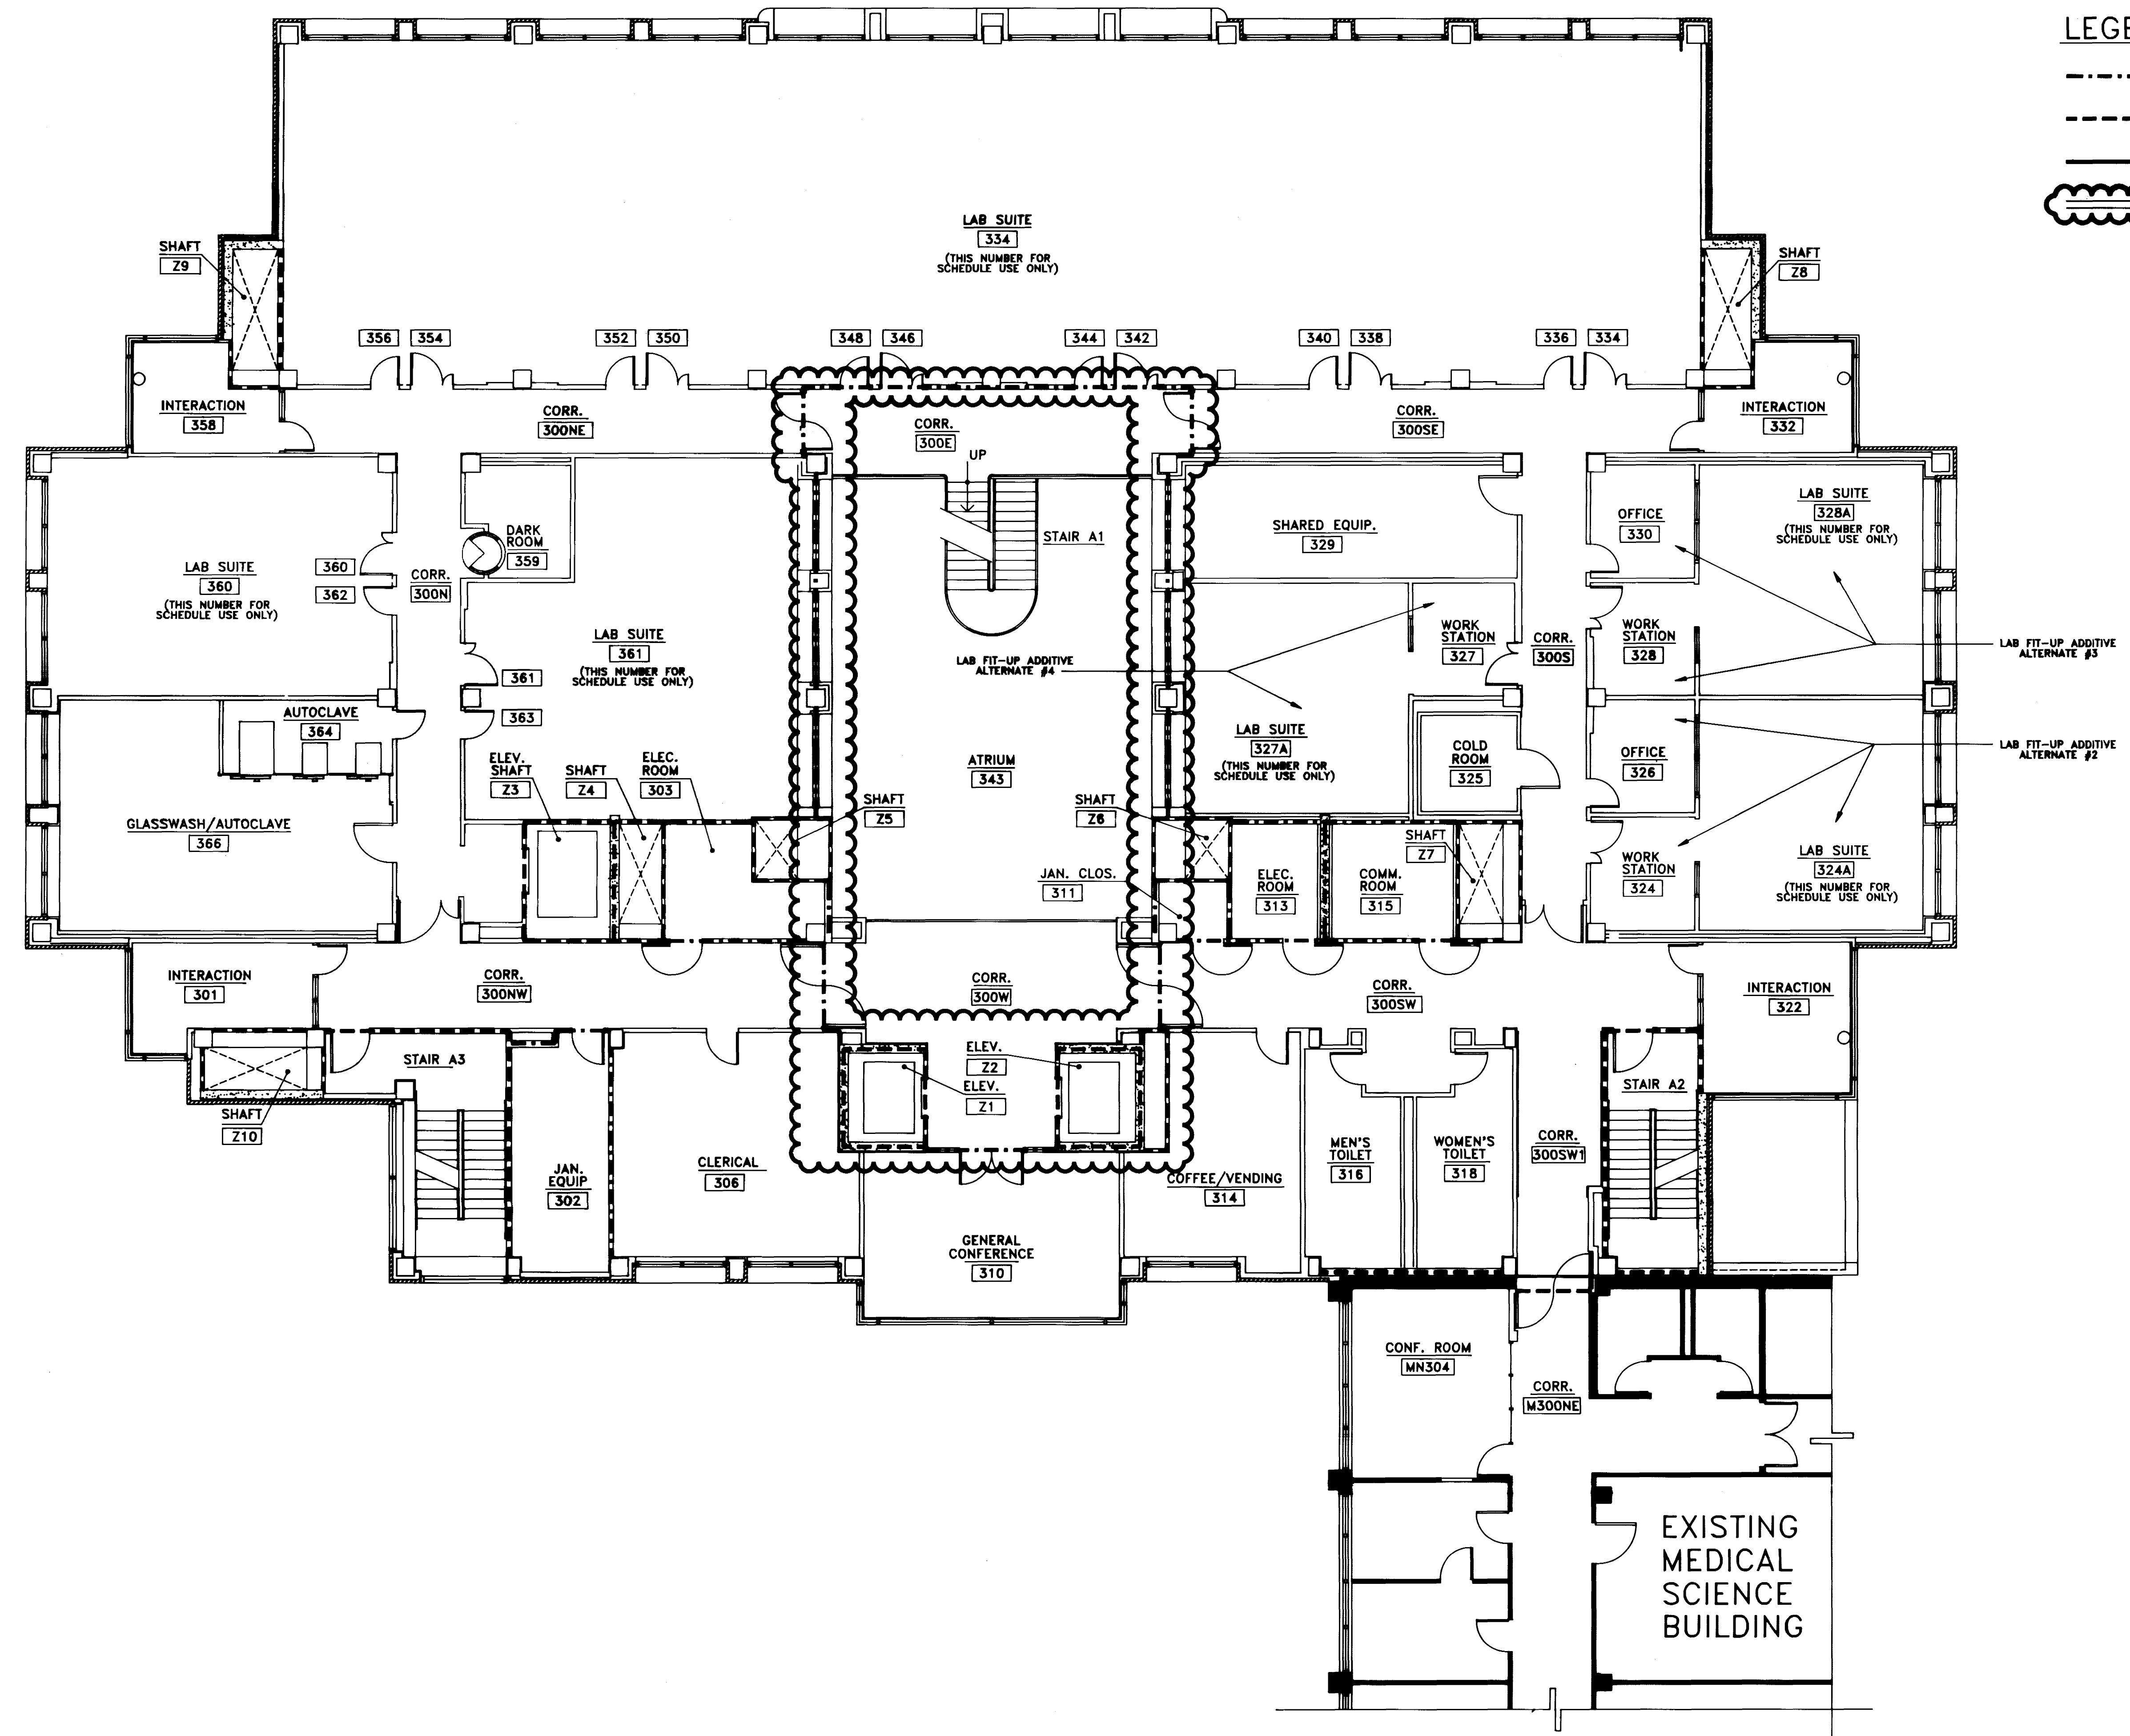 LEGE
LAB SUITE
334
(THIS NUMBER FOR
SCHEDULE USE ONLY)
SHAFT
Z9
SHAFT
Z8
356
354
352
350
348
346
344
342
340
338
336
334
INTERACTION
358
CORR.
300NE
CORR.
300E
CORR.
300SE
INTERACTION
332
UP
STAIR A1
DARK
ROOM
359
LAB SUITE
360
(THIS NUMBER FOR
SCHEDULE USE ONLY)
360
362
CORR.
300N
LAB SUITE
361
(THIS NUMBER FOR
SCHEDULE USE ONLY)
361
363
SHARED EQUIP.
329
OFFICE
330
LAB SUITE
328A
(THIS NUMBER FOR
SCHEDULE USE ONLY)
WORK
STATION
327
CORR.
300S
WORK
STATION
328
LAB FIT-UP ADDITIVE
ALTERNATE #3
LAB FIT-UP ADDITIVE
ALTERNATE #4
AUTOCLAVE
364
ELEV.
SHAFT
Z3
SHAFT
Z4
ELEC.
ROOM
303
ATRIUM
343
LAB SUITE
327A
(THIS NUMBER FOR
SCHEDULE USE ONLY)
COLD
ROOM
325
OFFICE
326
LAB FIT-UP ADDITIVE
ALTERNATE #2
GLASSWASH/AUTOCLAVE
366
SHAFT
Z5
SHAFT
Z6
SHAFT
Z7
JAN. CLOS.
311
ELEC.
ROOM
313
COMM.
ROOM
315
WORK
STATION
324
LAB SUITE
324A
(THIS NUMBER FOR
SCHEDULE USE ONLY)
INTERACTION
301
CORR.
300NW
CORR.
300W
CORR.
300SW
INTERACTION
322
STAIR A3
ELEV.
Z2
ELEV.
Z1
STAIR A2
SHAFT
Z10
JAN.
EQUIP
302
CLERICAL
306
COFFEE/VENDING
314
MEN'S
TOILET
316
WOMEN'S
TOILET
318
CORR.
300SW1
GENERAL
CONFERENCE
310
CONF. ROOM
MN304
CORR.
M300NE
EXISTING
MEDICAL
SCIENCE
BUILDING